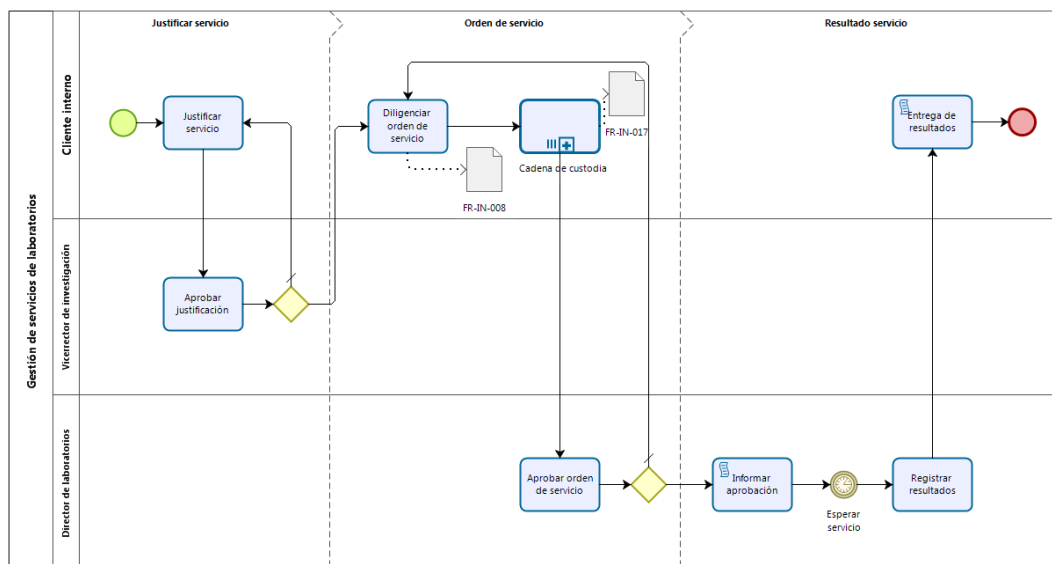 Justificar servicio
Orden de servicio
Resultado servicio
Gestión de servicios de laboratorios
Cliente interno
Justificar
servicio
Diligenciar
orden de
servicio
FR-IN-008
Cadena de custodia
FR-IN-017
Entrega de
resultados
Vicerrector de investigación
Aprobar
justificación
Director de laboratorios
Aprobar orden
de servicio
Informar
aprobación
Esperar
servicio
Registrar
resultados